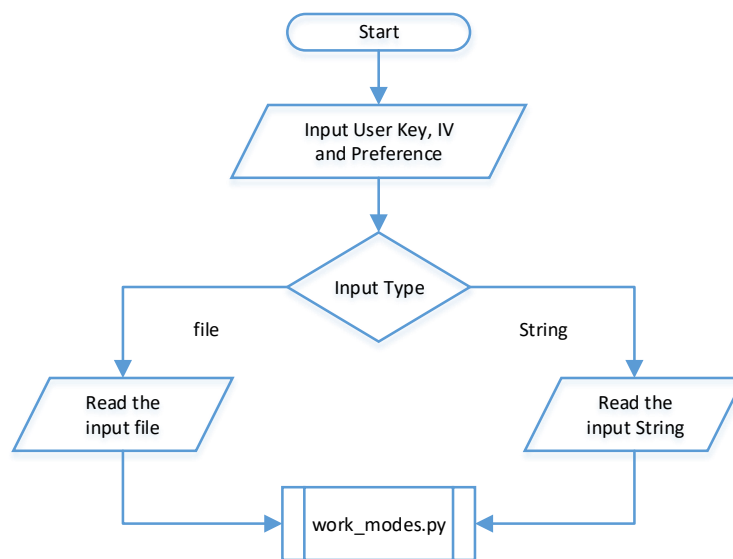 Start
Input User Key, IV
and Preference
Input Type
file
String
Read the
input file
Read the
input String
work_modes.py